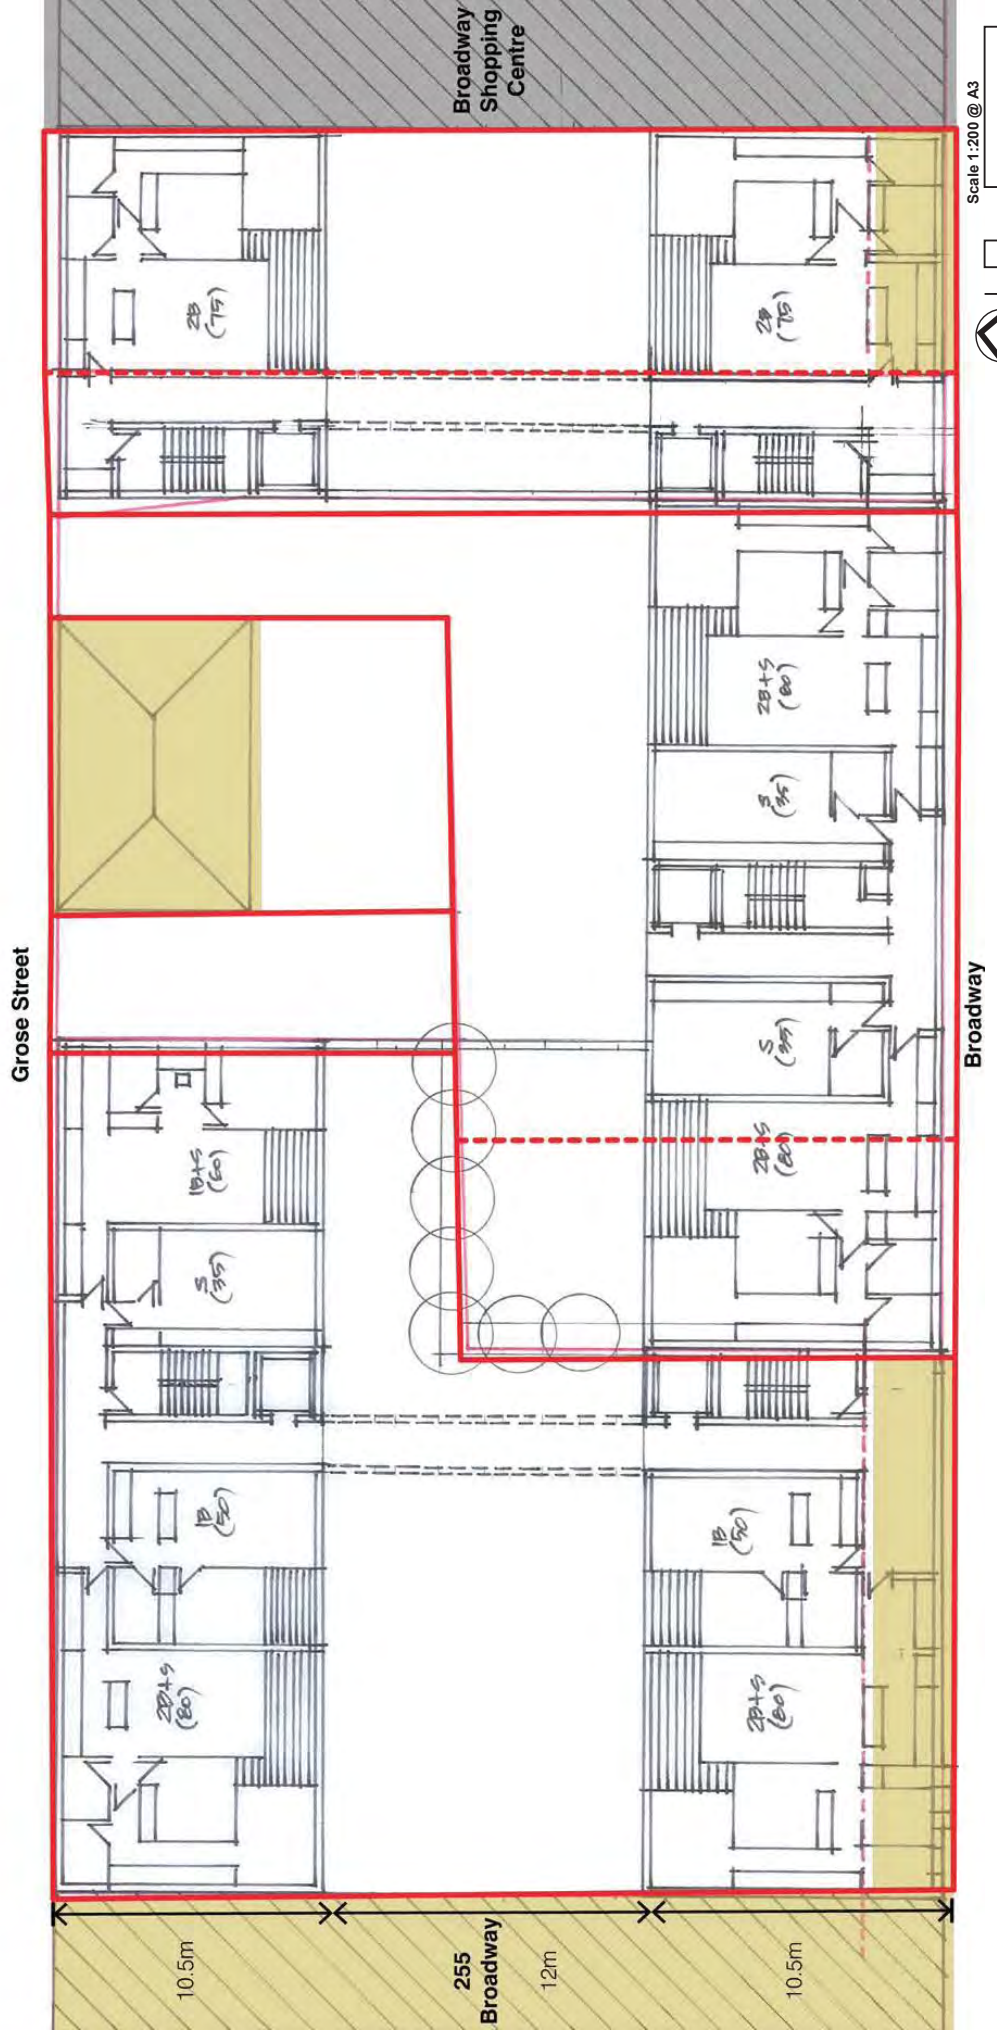 Grose Street
Broadway
Shopping
Centre
2B
(75)
2B
(75)
2B+S
(80)
S
(35)
S
(35)
2B+S
(80)
1B+S
(60)
S
(35)
1B
(50)
1B
(50)
2B+S
(80)
2B+S
(80)
10.5m
255
Broadway
12m
10.5m
Broadway
Scale 1:200 @ A3